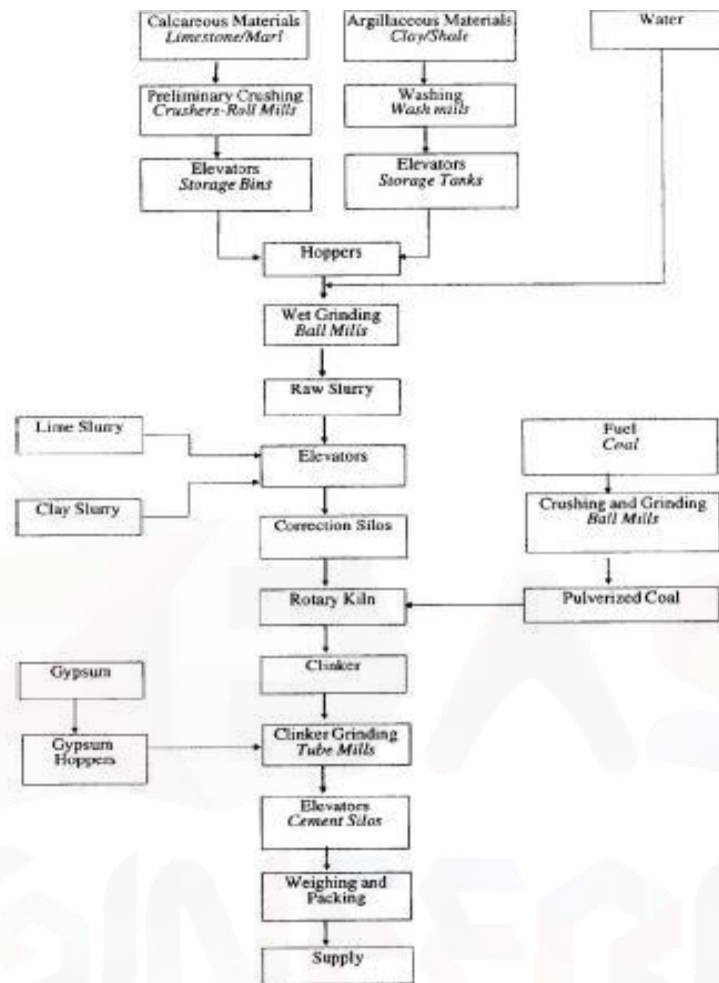 Calcareous Materials
Limestone/Marl
Argillaceous Materials
Clay/Shale
Water
Preliminary Crushing
Crushers-Roll Mills
Washing
Wash mills
Elevators
Storage Bins
Elevators
Storage Tanks
Hoppers
Wet Grinding
Ball Mills
Raw Slurry
Lime Slurry
Fuel
Coal
Elevators
Clay Slurry
Crushing and Grinding
Ball Mills
Correction Silos
Rotary Kiln
Pulverized Coal
Clinker
Gypsum
Gypsum
Hoppers
Clinker Grinding
Tube Mills
Elevators
Cement Silos
Weighing and
Packing
Supply